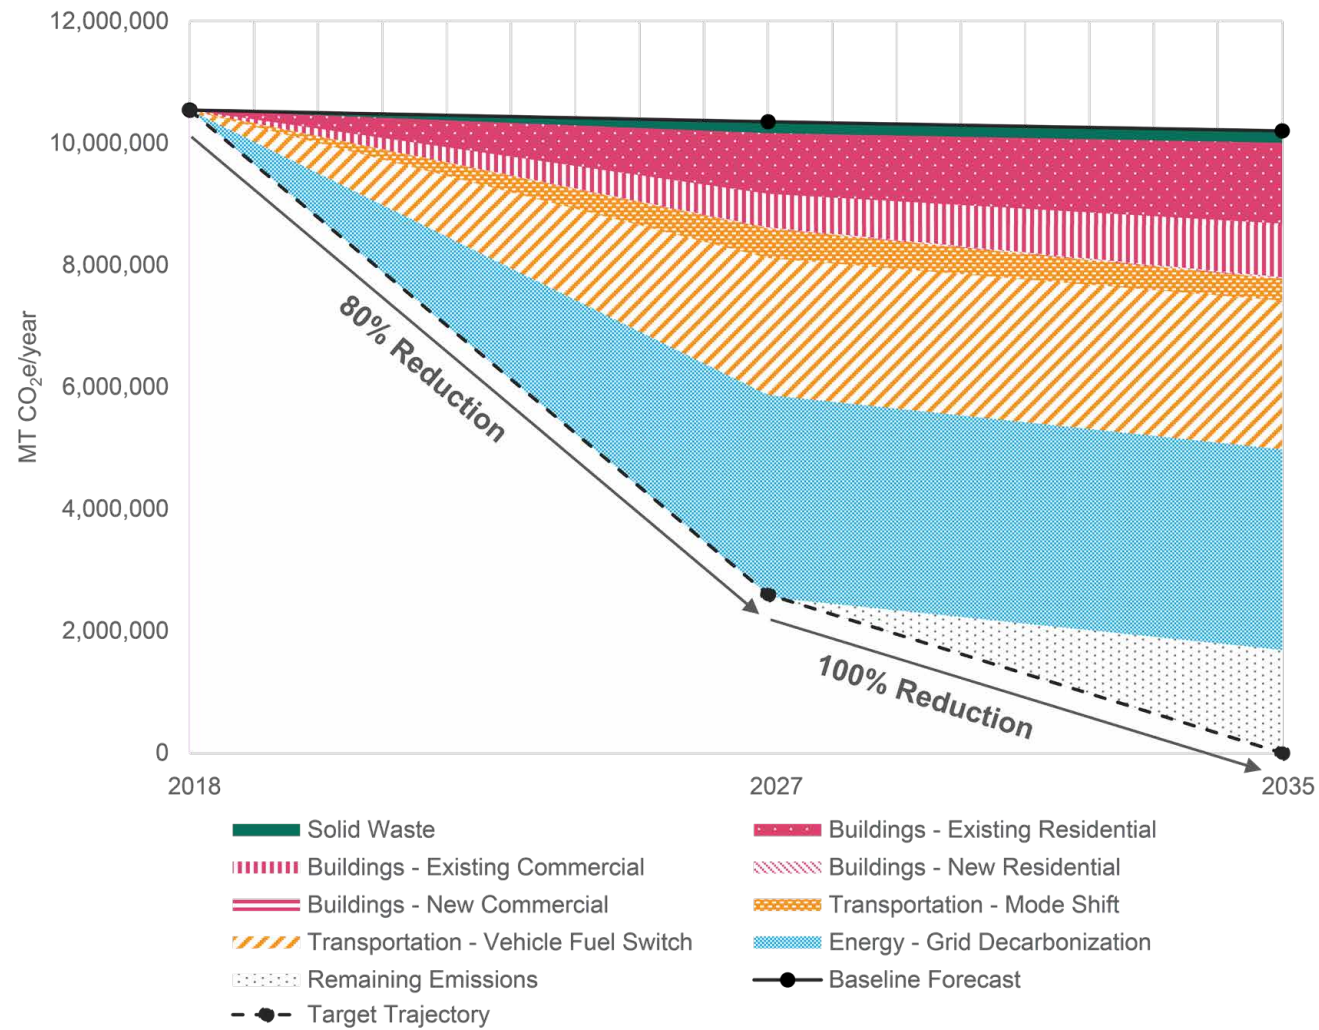 12,000,000
10,000,000
8,000,000
6,000,000
4,000,000
2,000,000
0
MT CO₂e/year
80% Reduction
100% Reduction
2018 2027 2035
Solid Waste Buildings - Existing Residential
Buildings - Existing Commercial Buildings - New Residential
Buildings - New Commercial Transportation - Mode Shift
Transportation - Vehicle Fuel Switch Energy - Grid Decarbonization
Remaining Emissions Baseline Forecast
Target Trajectory